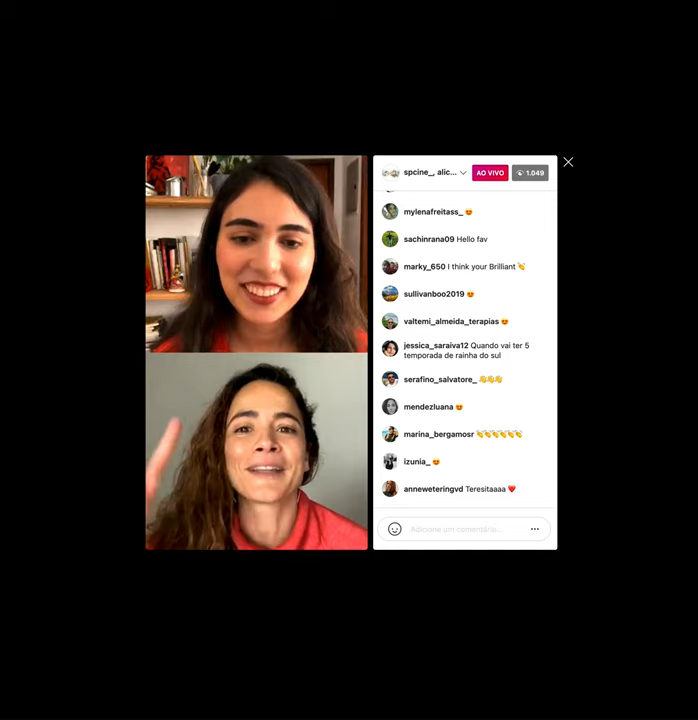 spcine_, alic... AO VIVO 1.049
mylenafreitass_ 😍
sachinrana09 Hello fav
marky_650 I think your Brilliant 👏
sullivanboo2019 😍
valtemi_almeida_terapias 😍
jessica_saraiva12 Quando vai ter 5
temporada de rainha do sul
serafino_salvatore_ 👋👋👋
mendezluana 😍
marina_bergamosr 👏👏👏👏👏👏
izunia_ 😍
anneweteringvd Teresitaaaa ❤️
Adicione um comentário...